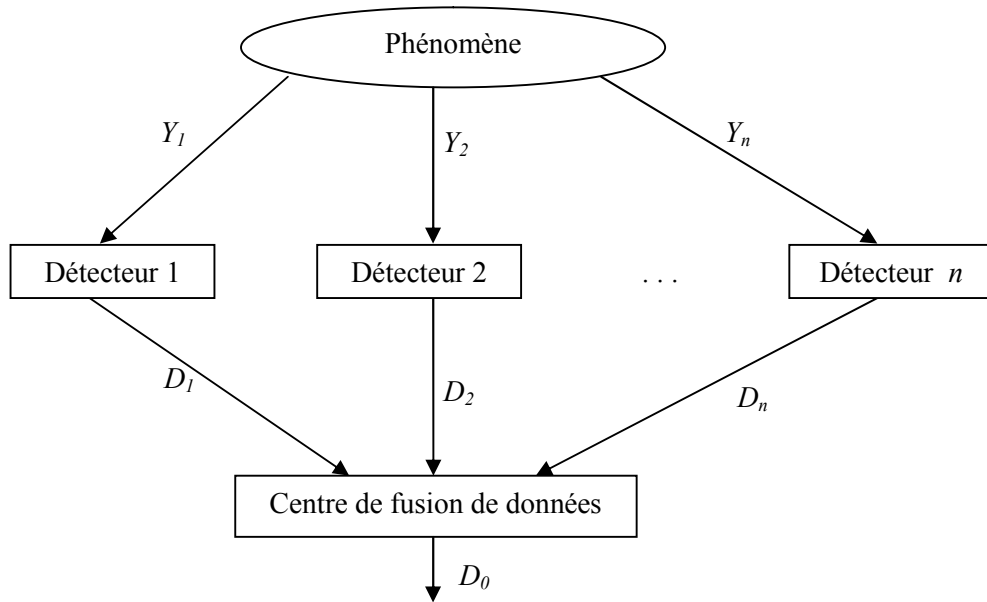 Phénomène
Y1
Y2
Yn
Détecteur 1
Détecteur 2
. . .
Détecteur n
D1
D2
Dn
Centre de fusion de données
D0